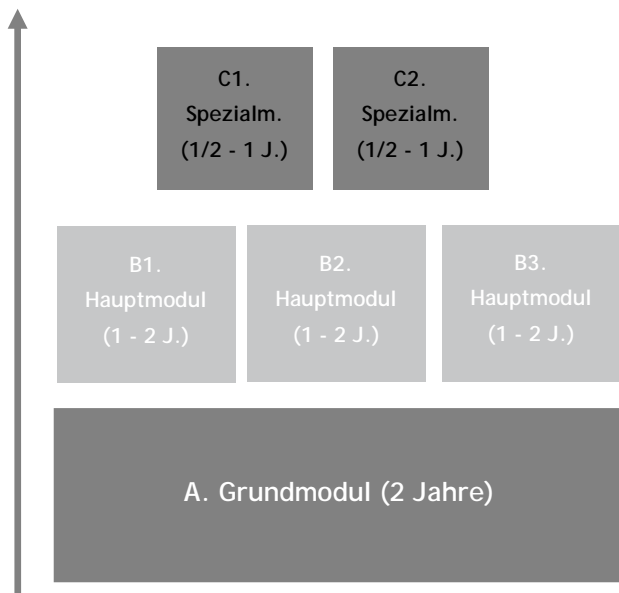 C1.
Spezialm.
(1/2 - 1 J.)
C2.
Spezialm.
(1/2 - 1 J.)
B1.
Hauptmodul
(1 - 2 J.)
B2.
Hauptmodul
(1 - 2 J.)
B3.
Hauptmodul
(1 - 2 J.)
A. Grundmodul (2 Jahre)